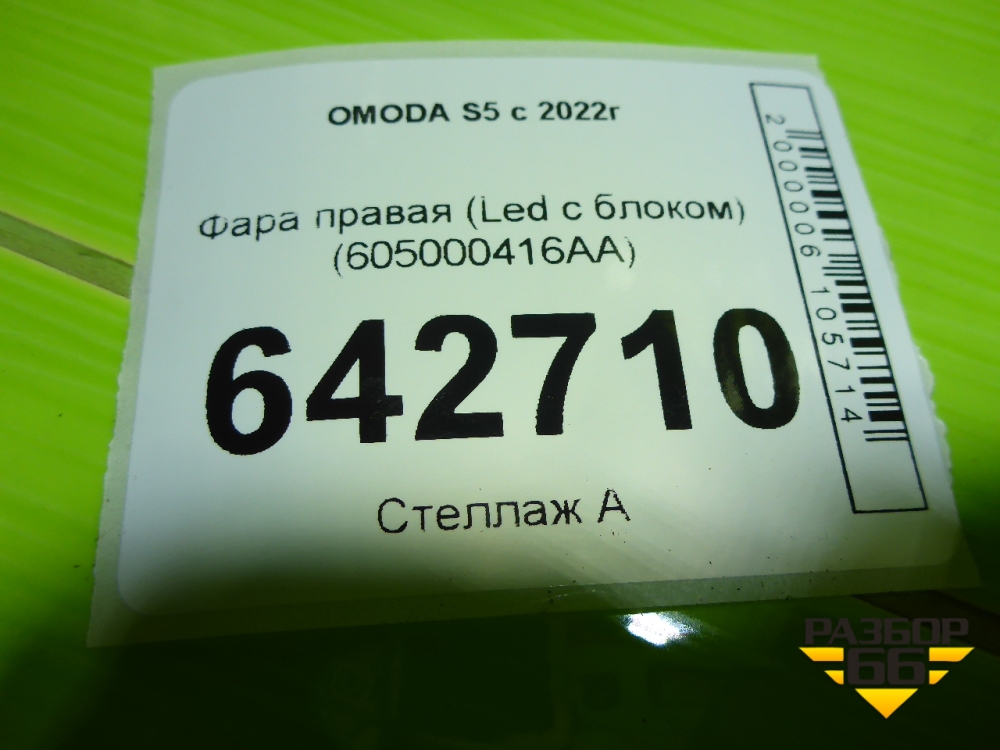 OMODA S5 с 2022г
Фара правая (Led с блоком)
(605000416AA)
642710
Стеллаж А
2000006105714
РАЗБОР
66